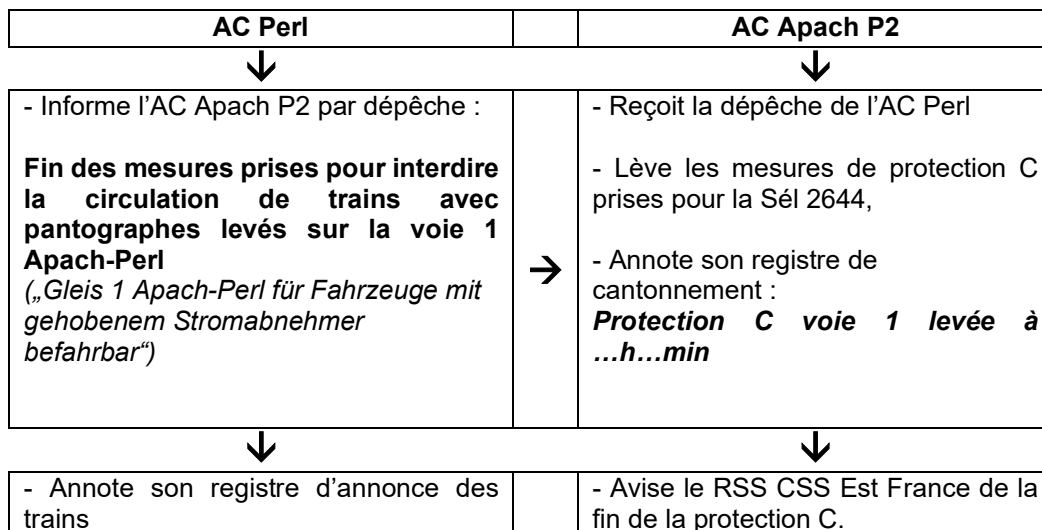 AC Perl
AC Apach P2
- Informe l’AC Apach P2 par dépêche :
Fin des mesures prises pour interdire
la circulation de trains avec
pantographes levés sur la voie 1
Apach-Perl
(„Gleis 1 Apach-Perl für Fahrzeuge mit
gehobenem Stromabnehmer
befahrbar“)
- Reçoit la dépêche de l’AC Perl
- Lève les mesures de protection C
prises pour la Sél 2644,
- Annote son registre de
cantonnement :
Protection C voie 1 levée à
…h…min
- Annote son registre d’annonce des
trains
- Avise le RSS CSS Est France de la
fin de la protection C.